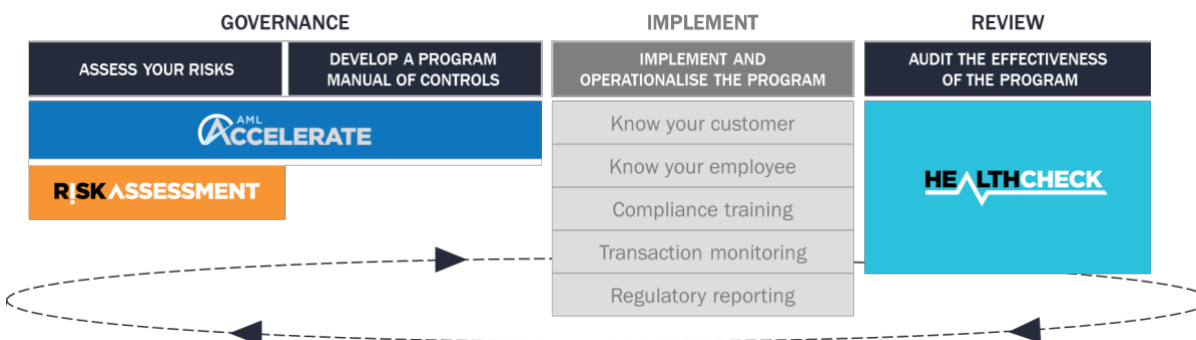 GOVERNANCE
IMPLEMENT
REVIEW
ASSESS YOUR RISKS
DEVELOP A PROGRAM
MANUAL OF CONTROLS
IMPLEMENT AND
OPERATIONALISE THE PROGRAM
AUDIT THE EFFECTIVENESS
OF THE PROGRAM
AML
ACCELERATE
RISKASSESSMENT
Know your customer
Know your employee
Compliance training
Transaction monitoring
Regulatory reporting
HEALTHCHECK